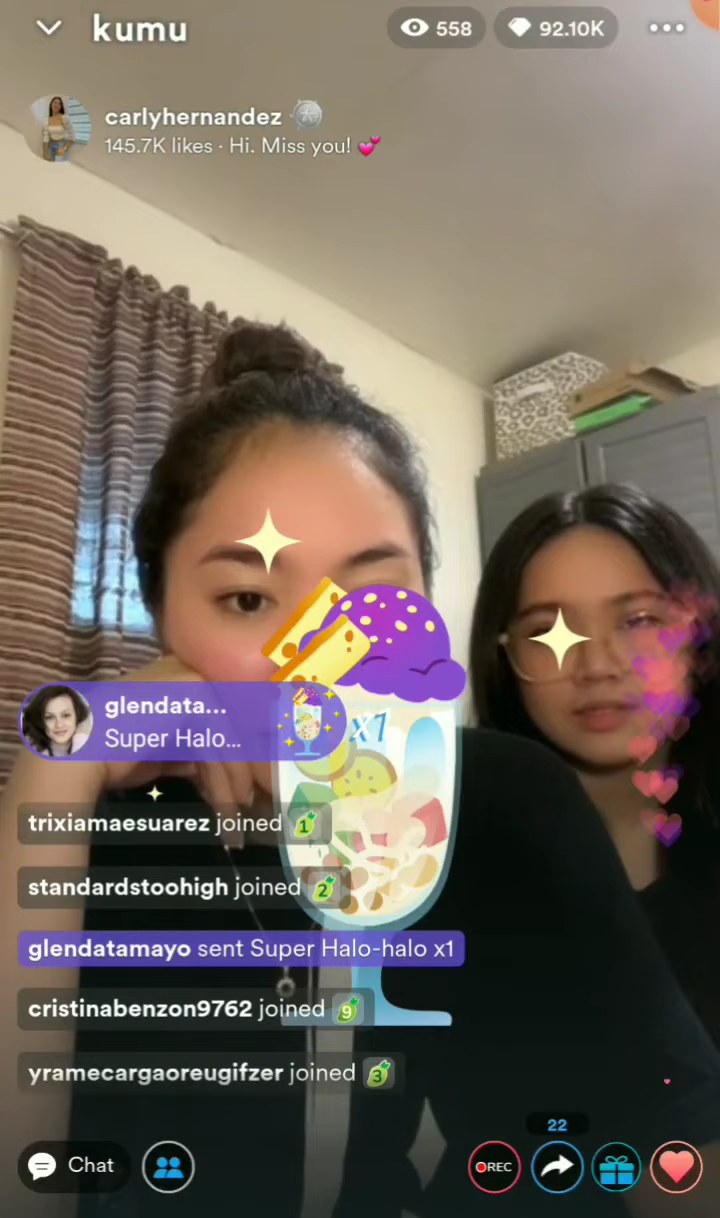 kumu
558
92.10K
carlyhernandez
145.7K likes · Hi. Miss you! 💕
glendata...
Super Halo...
x1
trixiamaesuarez joined 1
standardstoohigh joined 2
glendatamayo sent Super Halo-halo x1
cristinabenzon9762 joined 9
yramecargaoreugifzer joined 3
22
Chat
REC